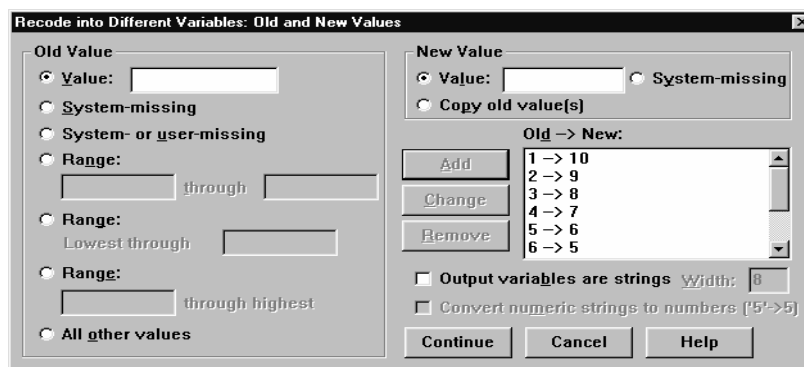 Recode into Different Variables: Old and New Values
Old Value
Value:
System-missing
System- or user-missing
Range:
through
Range:
Lowest through
Range:
through highest
All other values
New Value
Value:
System-missing
Copy old value(s)
Old --> New:
Add
Change
Remove
1 --> 10
2 --> 9
3 --> 8
4 --> 7
5 --> 6
6 --> 5
Output variables are strings Width: 8
Convert numeric strings to numbers ('5'->5)
Continue
Cancel
Help